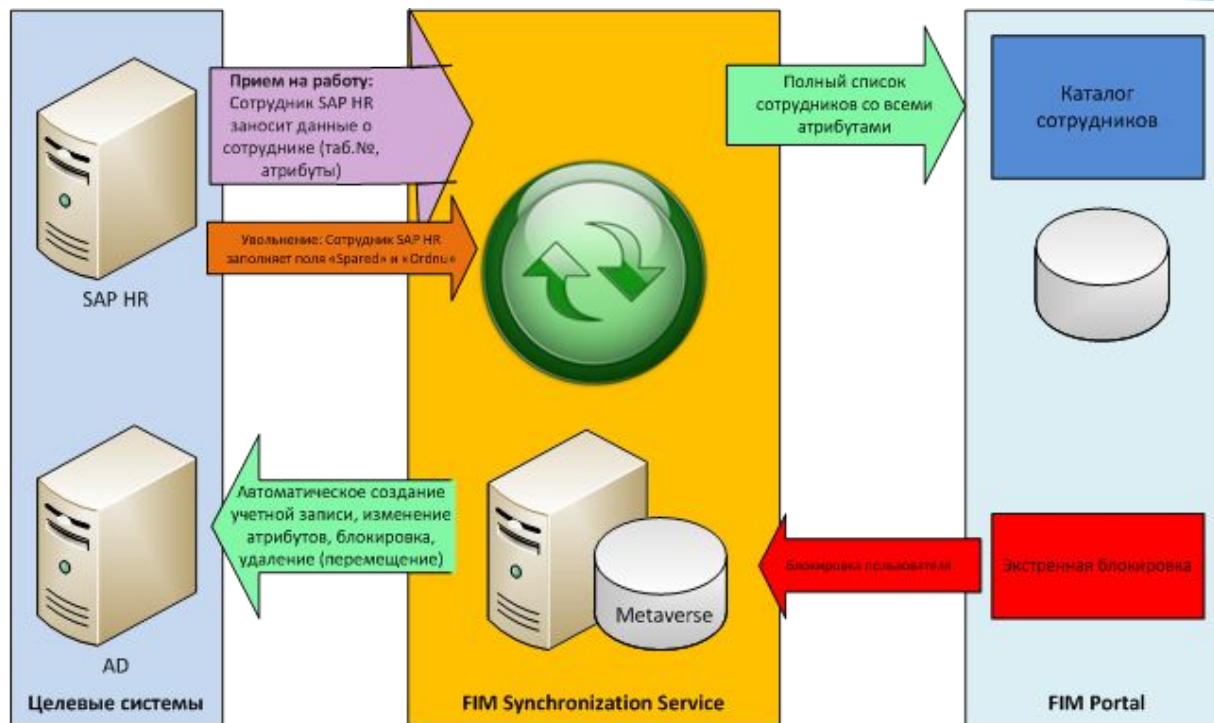 Прием на работу:
Сотрудник SAP HR
заносит данные о
сотруднике (таб.№,
атрибуты)
Увольнение: Сотрудник SAP HR
заполняет поля «Spared» и «Ordnu»
SAP HR
Полный список
сотрудников со всеми
атрибутами
Каталог
сотрудников
Автоматическое создание
учетной записи, изменение
атрибутов, блокировка,
удаление (перемещение)
AD
Metaverse
Блокировка пользователя
Экстренная блокировка
Целевые системы
FIM Synchronization Service
FIM Portal